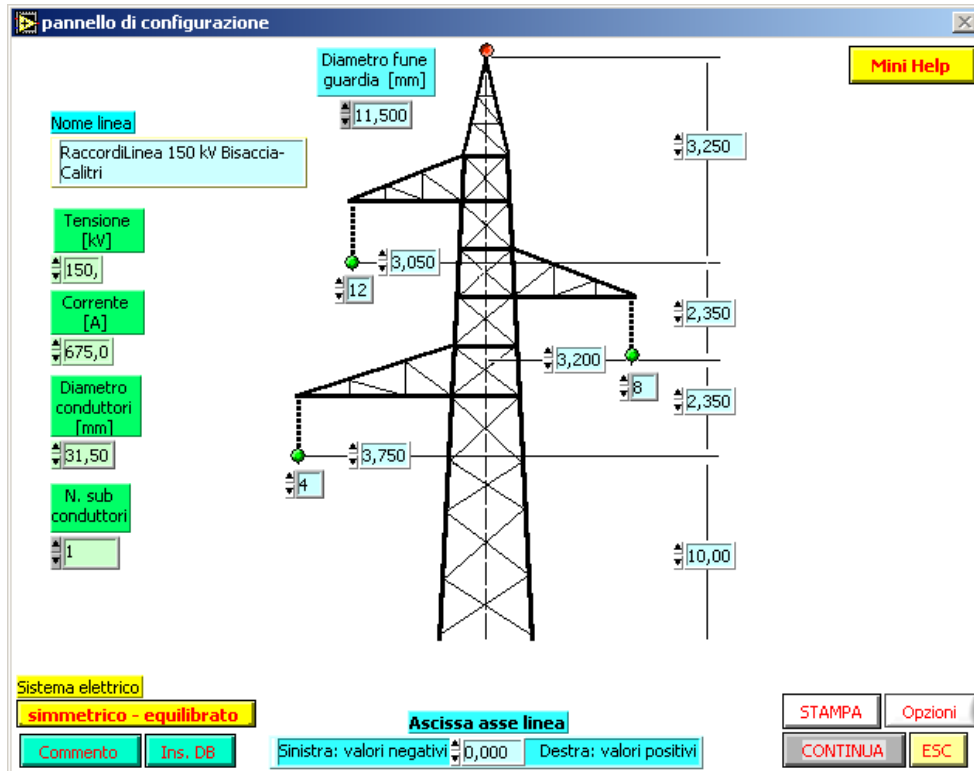 pannello di configurazione
Diametro fune
guardia [mm]
11,500
Mini Help
Nome linea
RaccordiLinea 150 kV Bisaccia-
Calitri
3,250
Tensione
[kV]
150,
3,050
12
Corrente
[A]
675,0
2,350
3,200
8
Diametro
conduttori
[mm]
31,50
2,350
3,750
4
N. sub
conduttori
1
10,00
Sistema elettrico
simmetrico - equilibrato
Commento
Ins. DB
Ascissa asse linea
Sinistra: valori negativi
0,000
Destra: valori positivi
STAMPA
Opzioni
CONTINUA
ESC